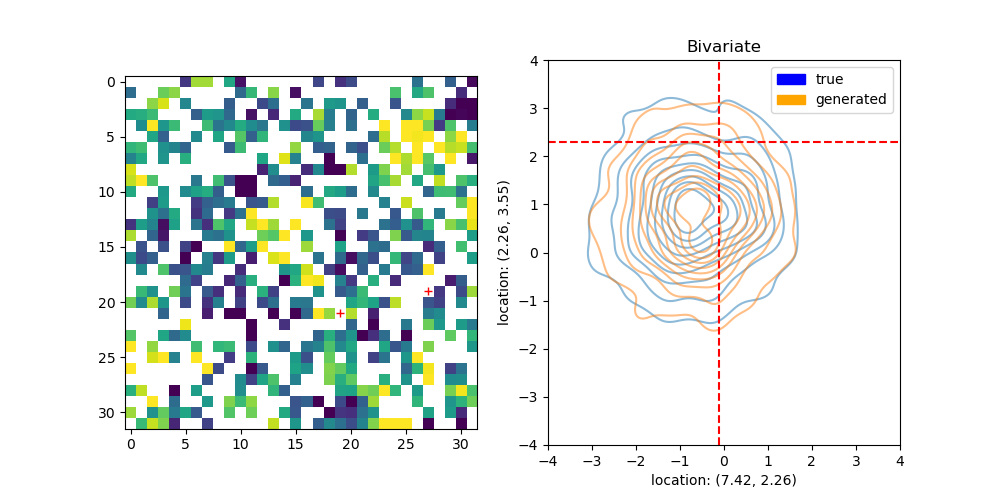 Bivariate
0
5
10
15
20
25
30
0 5 10 15 20 25 30
location: (2.26, 3.55)
4
3
2
1
0
−1
−2
−3
−4
true
generated
−4 −3 −2 −1 0 1 2 3 4
location: (7.42, 2.26)